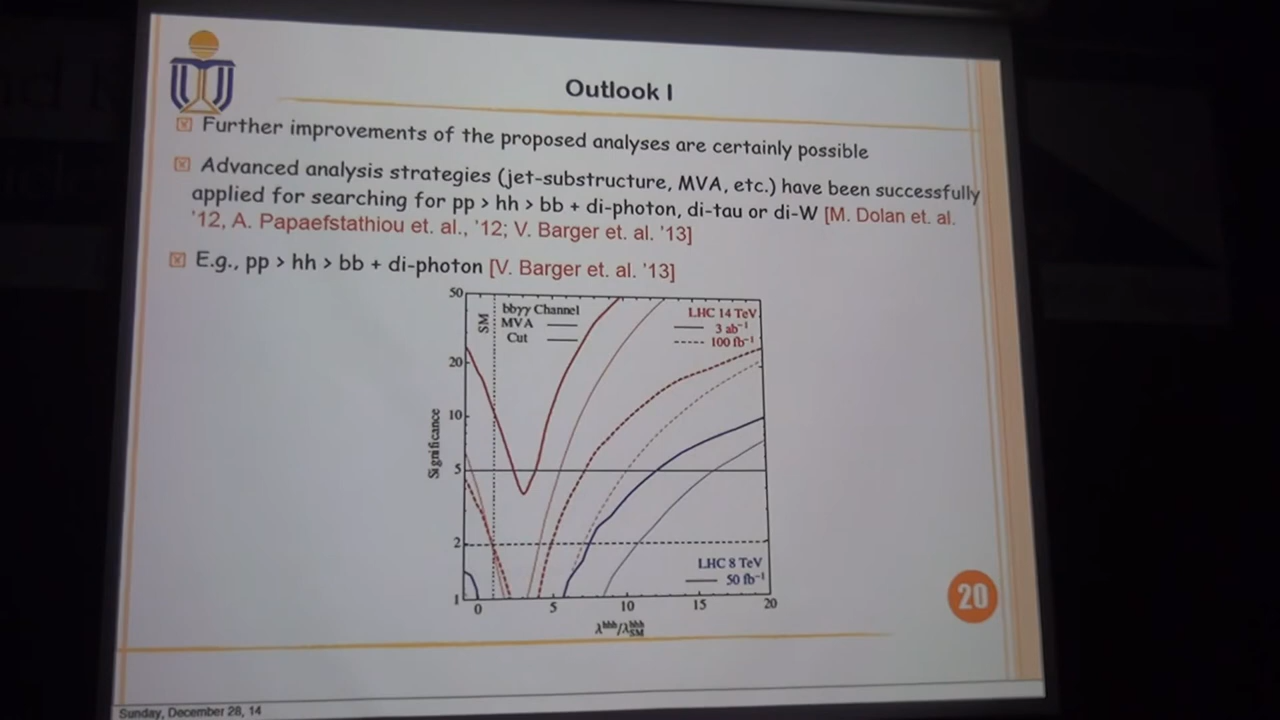 Outlook I
Further improvements of the proposed analyses are certainly possible
Advanced analysis strategies (jet-substructure, MVA, etc.) have been successfully
applied for searching for pp > hh > bb + di-photon, di-tau or di-W [M. Dolan et. al.
'12, A. Papaefstathiou et. al., '12; V. Barger et. al. '13]
E.g., pp > hh > bb + di-photon [V. Barger et. al. '13]
50
20
10
5
2
1
Significance
SM
bbγγ Channel
MVA
Cut
LHC 14 TeV
3 ab⁻¹
100 fb⁻¹
LHC 8 TeV
50 fb⁻¹
0 5 10 15 20
λʰʰʰ/λʰʰʰSM
20
Sunday, December 28, 14